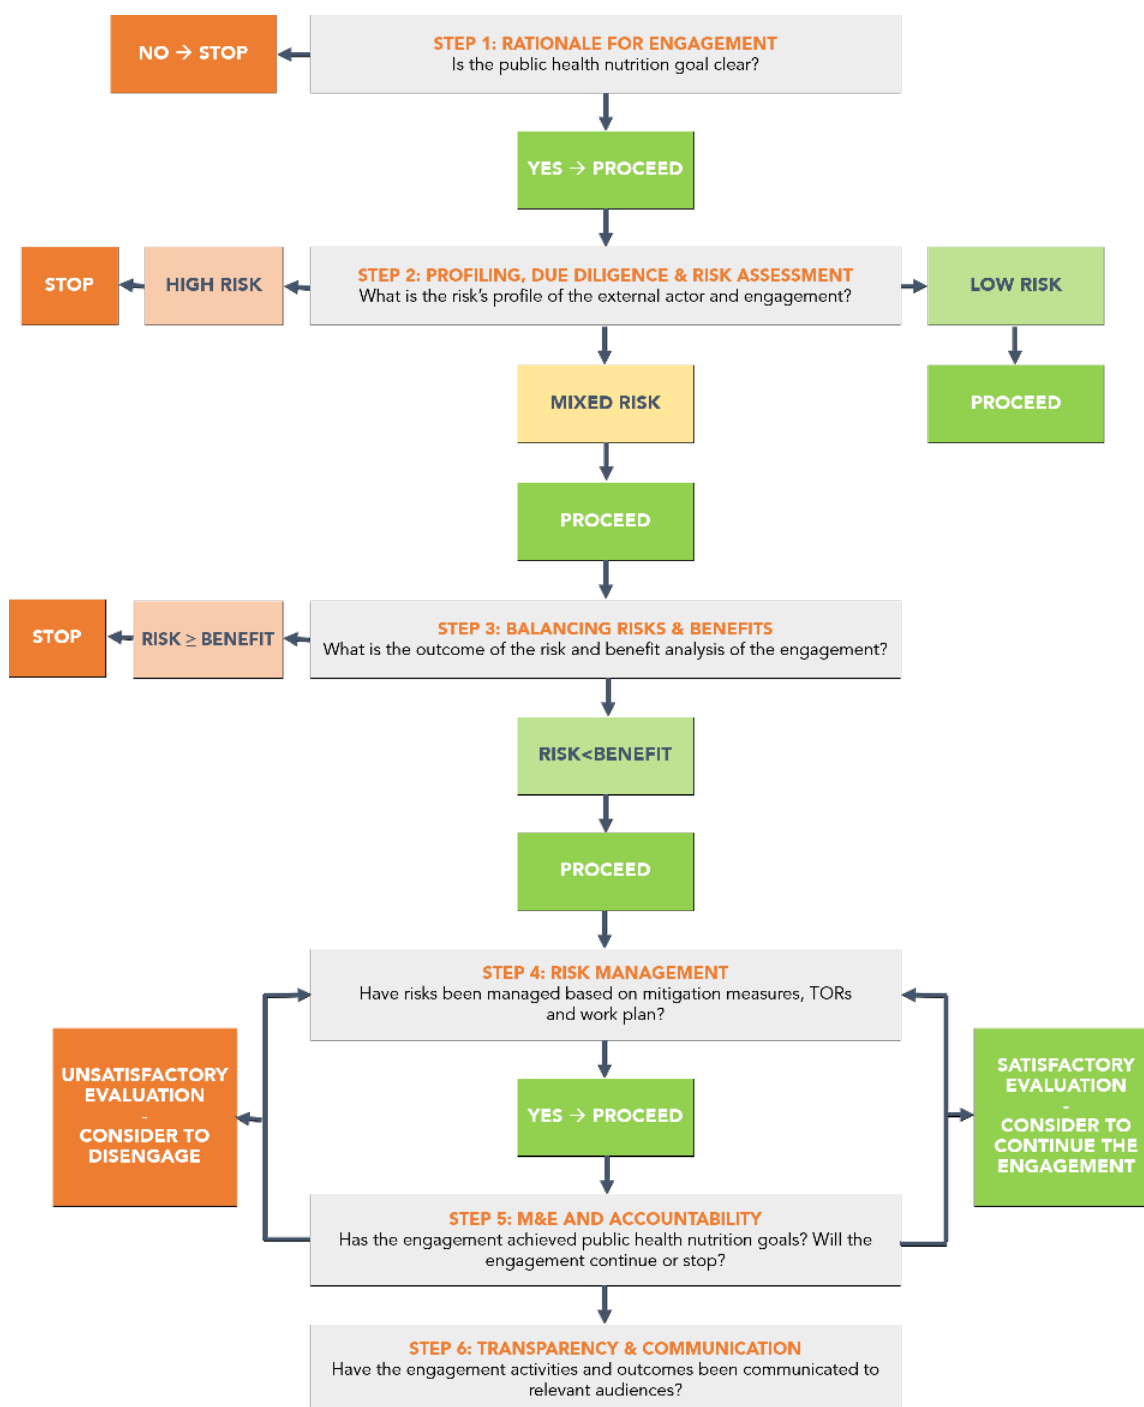 NO → STOP
STEP 1: RATIONALE FOR ENGAGEMENT
Is the public health nutrition goal clear?
YES → PROCEED
STOP
HIGH RISK
STEP 2: PROFILING, DUE DILIGENCE & RISK ASSESSMENT
What is the risk's profile of the external actor and engagement?
LOW RISK
MIXED RISK
PROCEED
PROCEED
STOP
RISK ≥ BENEFIT
STEP 3: BALANCING RISKS & BENEFITS
What is the outcome of the risk and benefit analysis of the engagement?
RISK<BENEFIT
PROCEED
STEP 4: RISK MANAGEMENT
Have risks been managed based on mitigation measures, TORs
and work plan?
UNSATISFACTORY
EVALUATION
-
CONSIDER TO
DISENGAGE
YES → PROCEED
SATISFACTORY
EVALUATION
-
CONSIDER TO
CONTINUE THE
ENGAGEMENT
STEP 5: M&E AND ACCOUNTABILITY
Has the engagement achieved public health nutrition goals? Will the
engagement continue or stop?
STEP 6: TRANSPARENCY & COMMUNICATION
Have the engagement activities and outcomes been communicated to
relevant audiences?